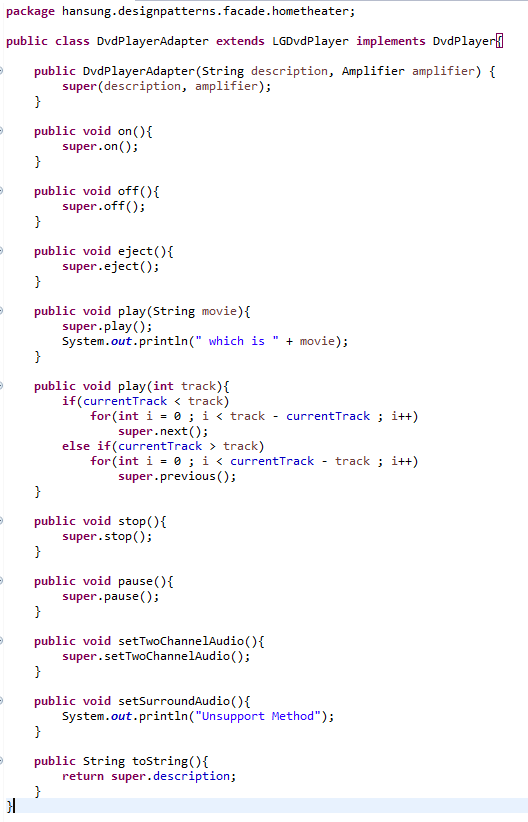 package hansung.designpatterns.facade.hometheater;
public class DvdPlayerAdapter extends LGDvdPlayer implements DvdPlayer{
public DvdPlayerAdapter(String description, Amplifier amplifier) {
super(description, amplifier);
}
public void on(){
super.on();
}
public void off(){
super.off();
}
public void eject(){
super.eject();
}
public void play(String movie){
super.play();
System.out.println(" which is " + movie);
}
public void play(int track){
if(currentTrack < track)
for(int i = 0 ; i < track - currentTrack ; i++)
super.next();
else if(currentTrack > track)
for(int i = 0 ; i < currentTrack - track ; i++)
super.previous();
}
public void stop(){
super.stop();
}
public void pause(){
super.pause();
}
public void setTwoChannelAudio(){
super.setTwoChannelAudio();
}
public void setSurroundAudio(){
System.out.println("Unsupport Method");
}
public String toString(){
return super.description;
}
}